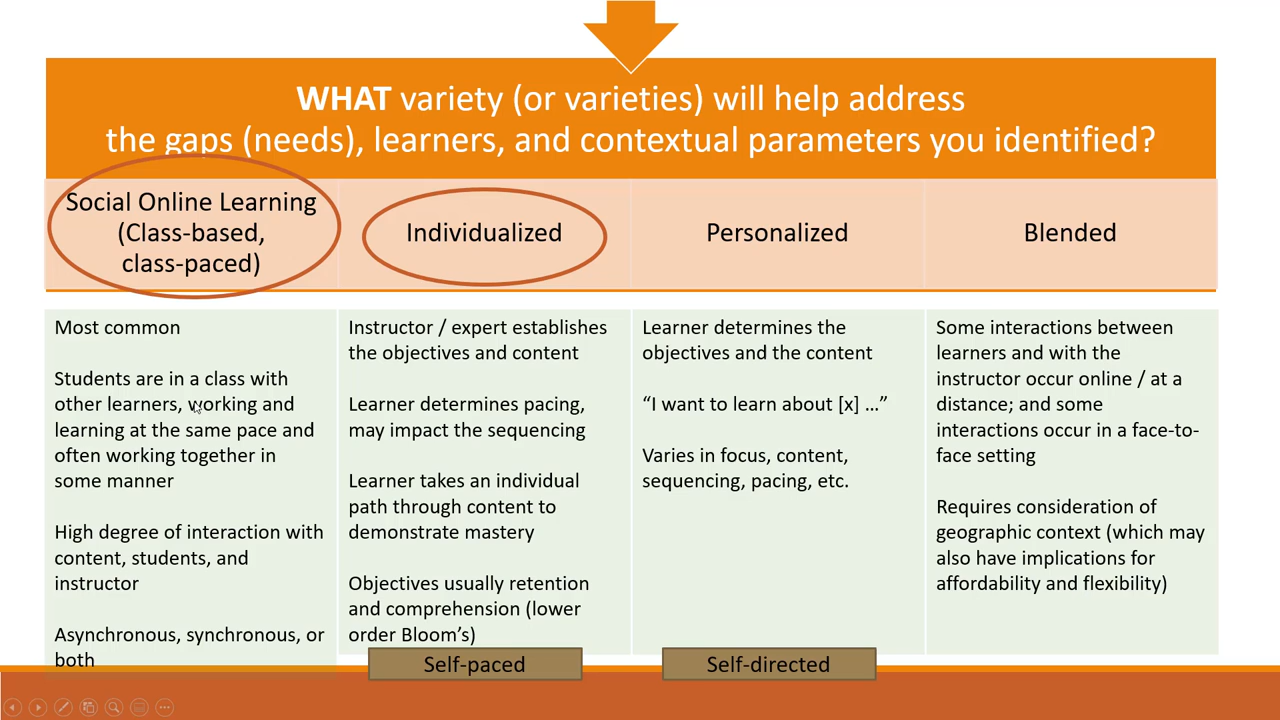 WHAT variety (or varieties) will help address
the gaps (needs), learners, and contextual parameters you identified?
Social Online Learning
(Class-based,
class-paced)
Individualized
Personalized
Blended
Most common
Students are in a class with
other learners, working and
learning at the same pace and
often working together in
some manner
High degree of interaction with
content, students, and
instructor
Asynchronous, synchronous, or
both
Instructor / expert establishes
the objectives and content
Learner determines pacing,
may impact the sequencing
Learner takes an individual
path through content to
demonstrate mastery
Objectives usually retention
and comprehension (lower
order Bloom’s)
Self-paced
Learner determines the
objectives and the content
“I want to learn about [x] …”
Varies in focus, content,
sequencing, pacing, etc.
Self-directed
Some interactions between
learners and with the
instructor occur online / at a
distance; and some
interactions occur in a face-to-
face setting
Requires consideration of
geographic context (which may
also have implications for
affordability and flexibility)